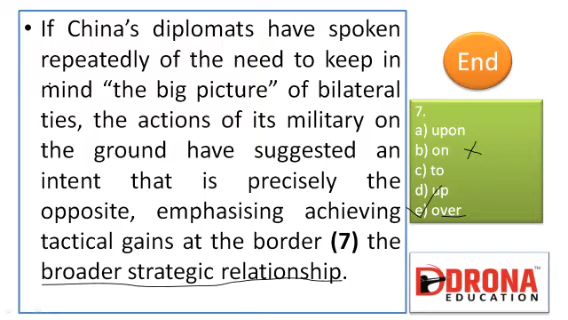 • If China's diplomats have spoken
repeatedly of the need to keep in
mind “the big picture” of bilateral
ties, the actions of its military on
the ground have suggested an
intent that is precisely the
opposite, emphasising achieving
tactical gains at the border (7) the
broader strategic relationship.
End
7.
a) upon
b) on
c) to
d) up
e) over
DRONA
EDUCATION